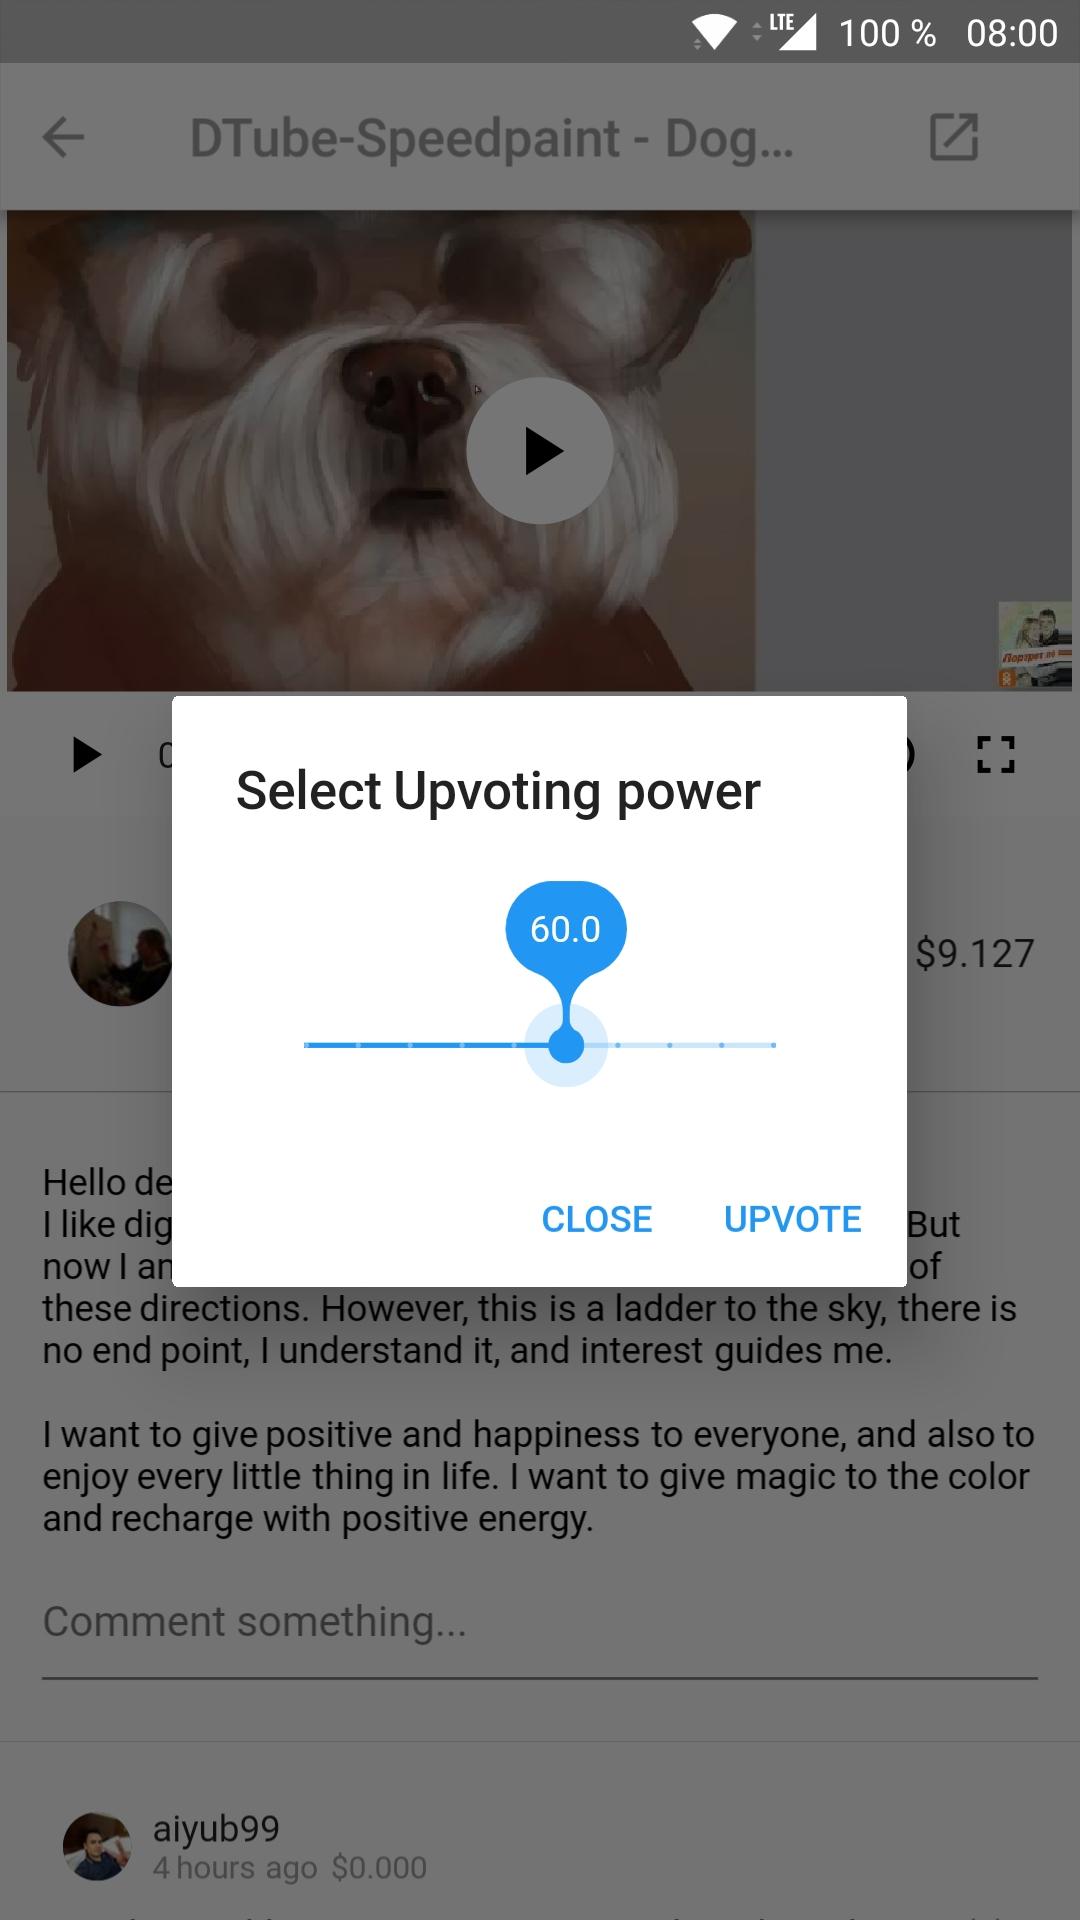 LTE 100 % 08:00
DTube-Speedpaint - Dog...
Портрет по
Select Upvoting power
60.0
$9.127
CLOSE UPVOTE
Hello de
I like dig But
now I an of
these directions. However, this is a ladder to the sky, there is
no end point, I understand it, and interest guides me.
I want to give positive and happiness to everyone, and also to
enjoy every little thing in life. I want to give magic to the color
and recharge with positive energy.
Comment something...
aiyub99
4 hours ago $0.000